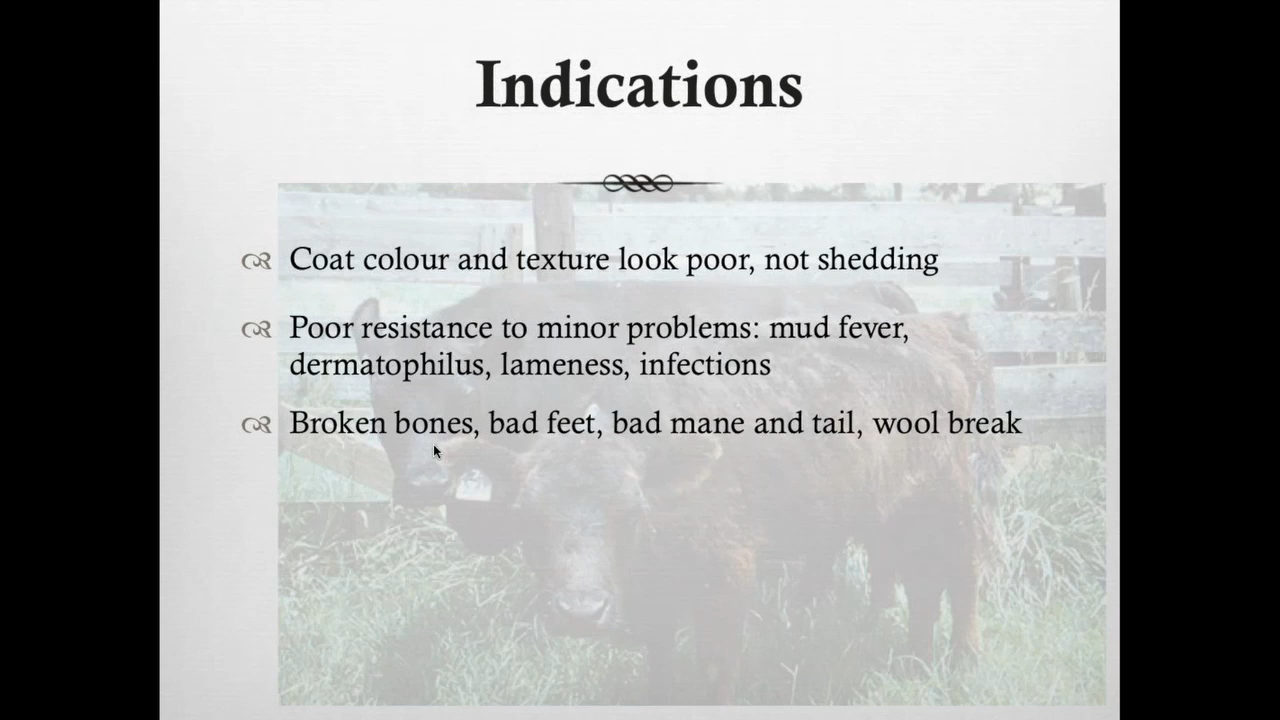 Indications
Coat colour and texture look poor, not shedding
Poor resistance to minor problems: mud fever,
dermatophilus, lameness, infections
Broken bones, bad feet, bad mane and tail, wool break